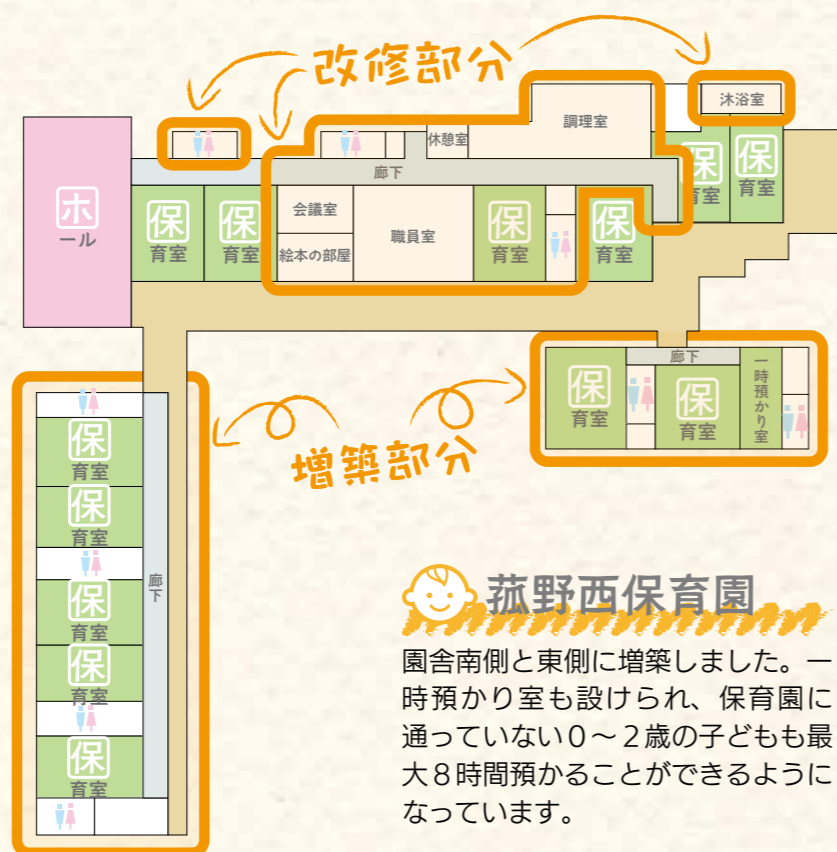 改修部分
沐浴室
調理室
休憩室
廊下
保育室
保育室
ホール
保育室
保育室
会議室
絵本の部屋
職員室
保育室
保育室
廊下
保育室
保育室
一時預かり室
増築部分
保育室
保育室
保育室
保育室
保育室
廊下
菰野西保育園
園舎南側と東側に増築しました。一
時預かり室も設けられ、保育園に
通っていない０～２歳の子どもも最
大８時間預かることができるように
なっています。